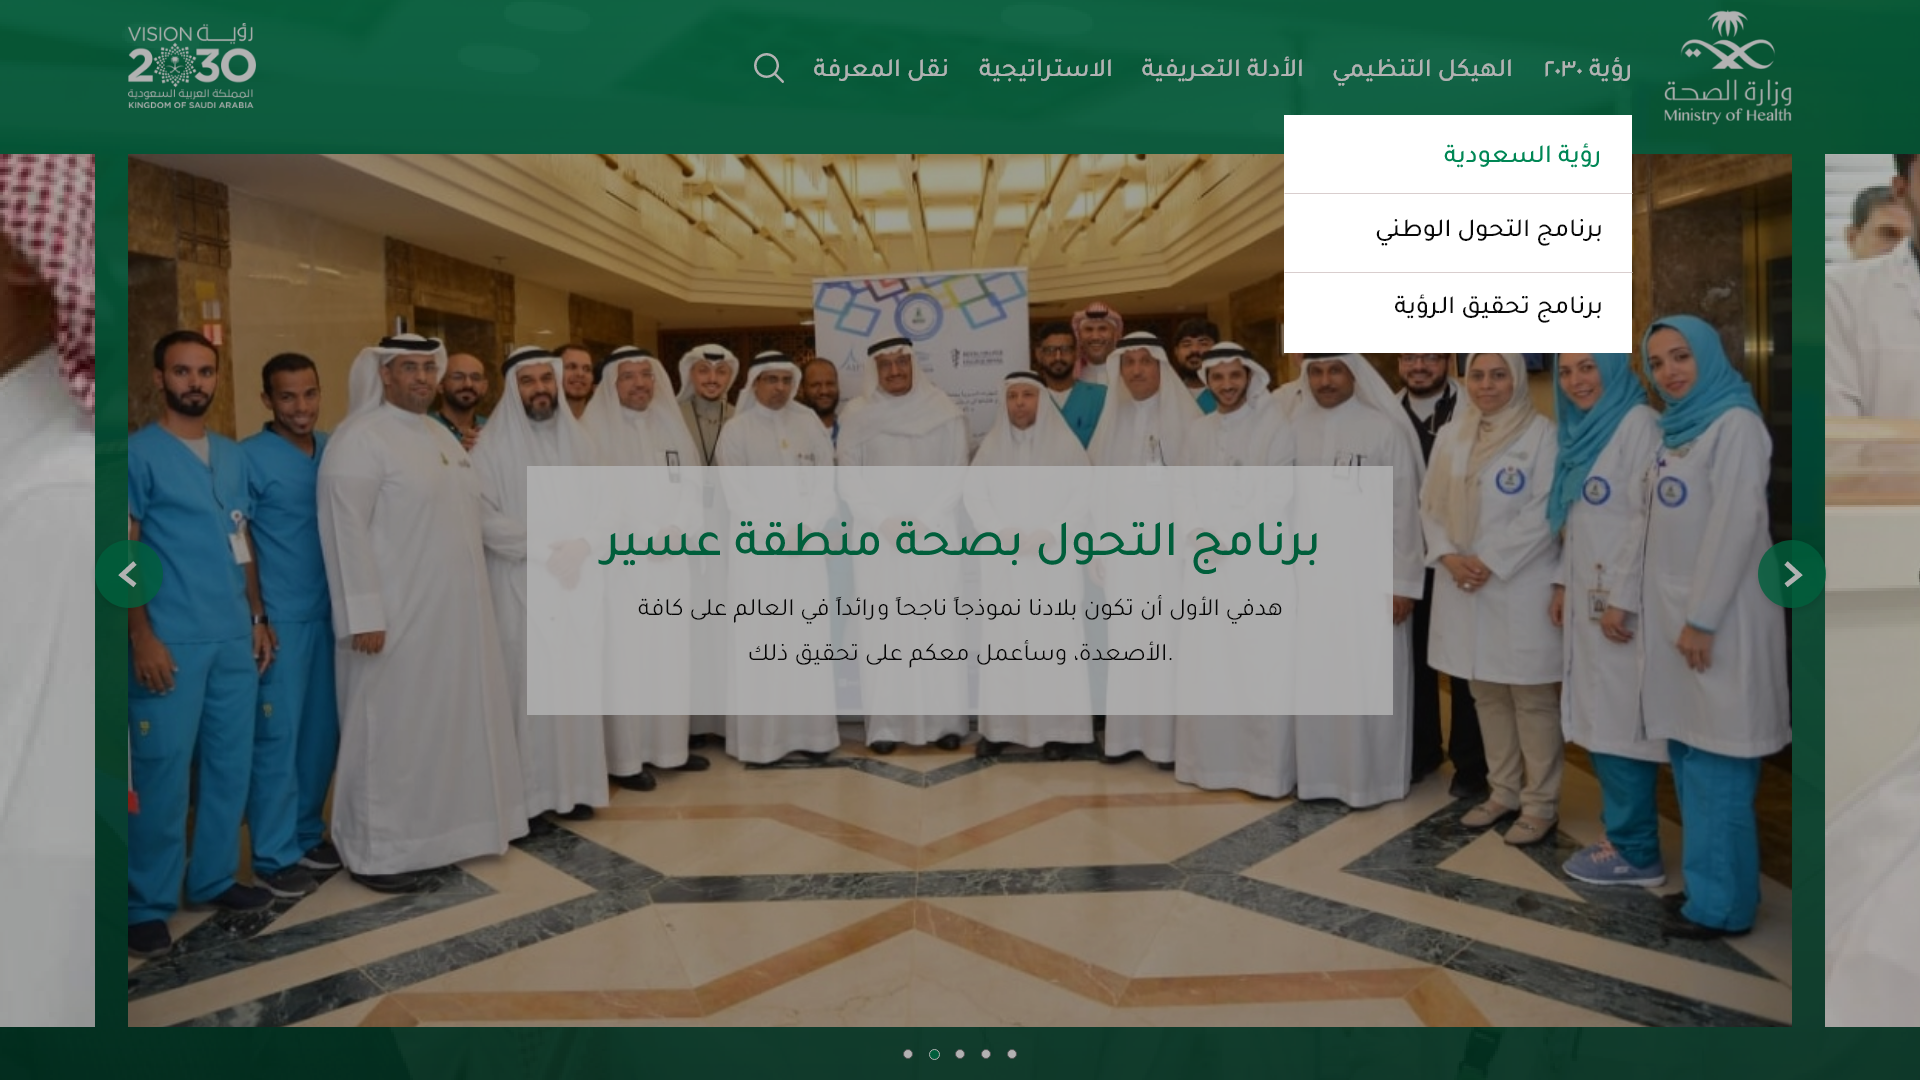 وزارة الصحة
Ministry of Health
رؤية ٢٠٣٠
الهيكل التنظيمي
الأدلة التعريفية
الاستراتيجية
نقل المعرفة
VISION رؤيـــة
2030
المملكة العربية السعودية
KINGDOM OF SAUDI ARABIA
رؤية السعودية
برنامج التحول الوطني
برنامج تحقيق الرؤية
برنامج التحول بصحة منطقة عسير
هدفي الأول أن تكون بلادنا نموذجاً ناجحاً ورائداً في العالم على كافة
الأصعدة، وسأعمل معكم على تحقيق ذلك.